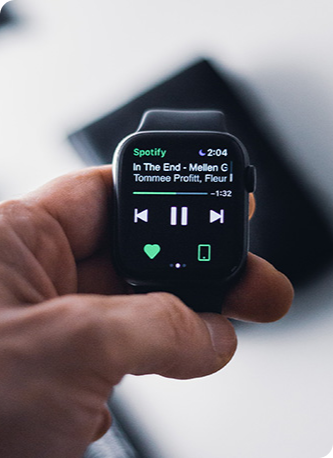 Spotify 2:04
In The End - Mellen G
Tommee Profitt, Fleur
-1:32